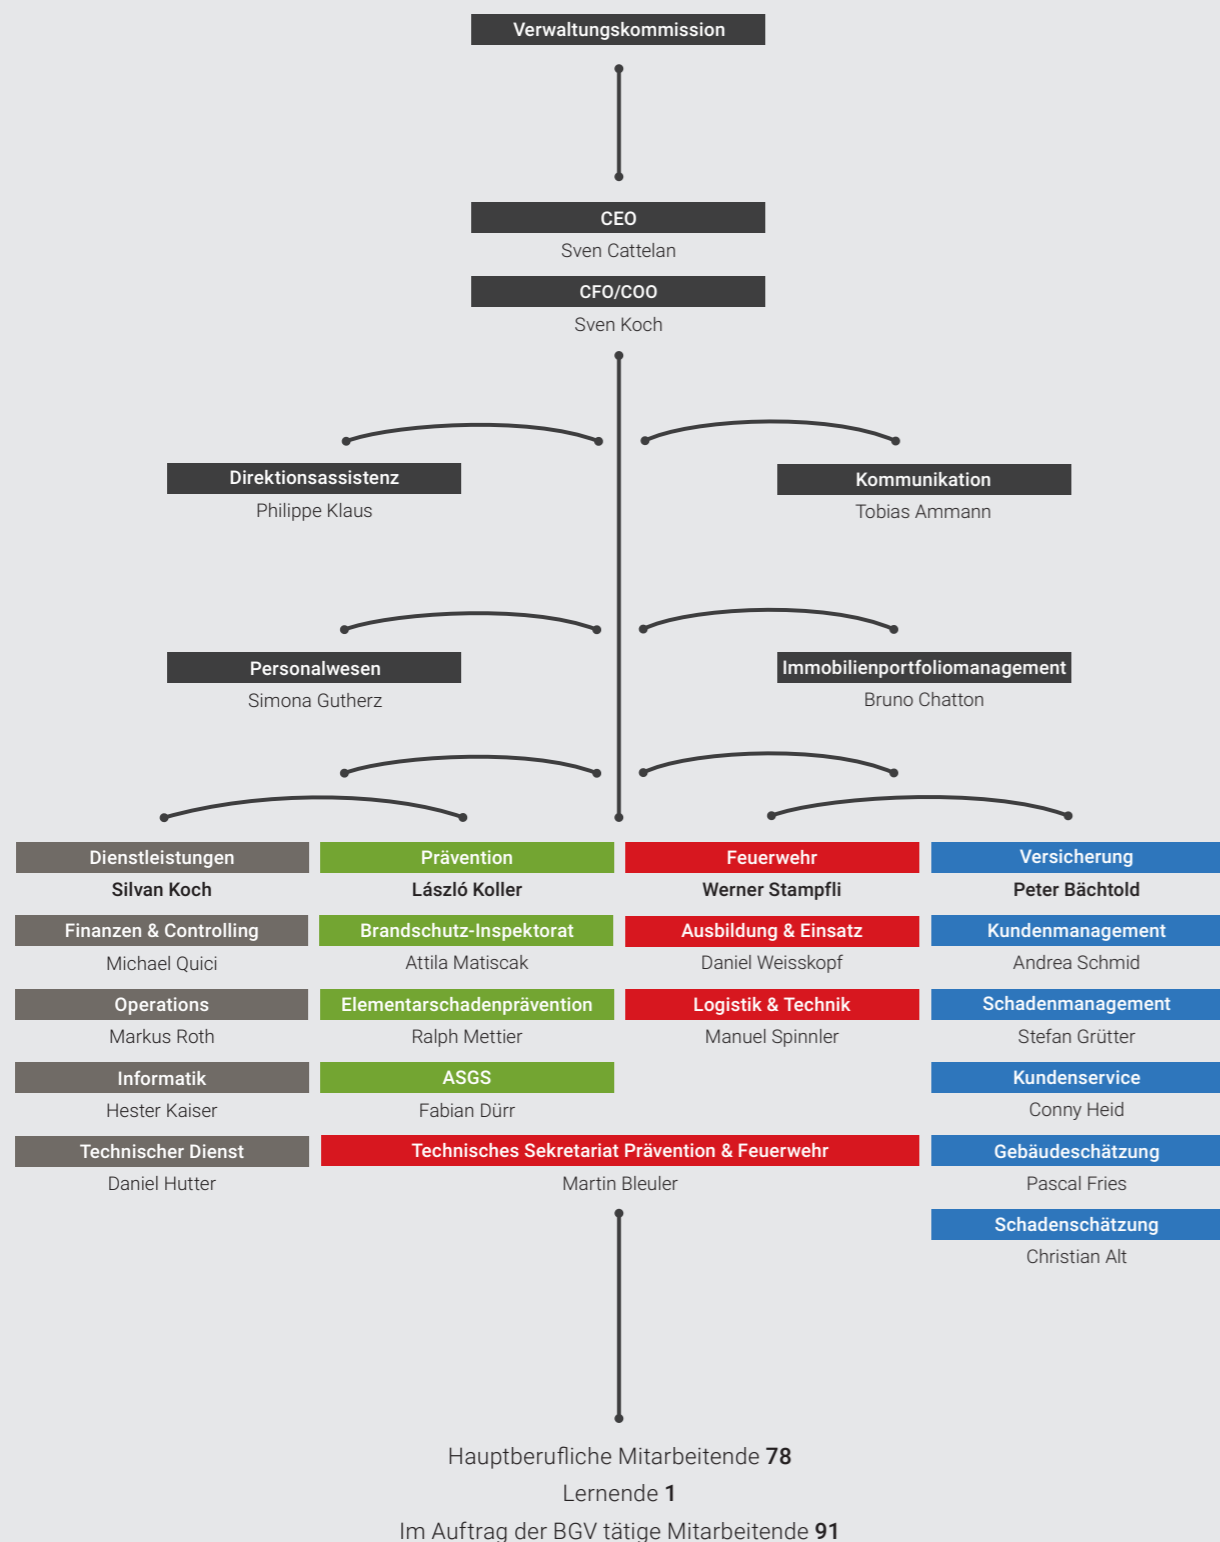 Verwaltungskommission
CEO
Sven Cattelan
CFO/COO
Sven Koch
Direktionsassistenz
Philippe Klaus
Kommunikation
Tobias Ammann
Personalwesen
Simona Gutherz
Immobilienportfoliomanagement
Bruno Chatton
Dienstleistungen
Silvan Koch
Finanzen & Controlling
Michael Quici
Operations
Markus Roth
Informatik
Hester Kaiser
Technischer Dienst
Daniel Hutter
Prävention
László Koller
Brandschutz-Inspektorat
Attila Matiscak
Elementarschadenprävention
Ralph Mettier
ASGS
Fabian Dürr
Feuerwehr
Werner Stampfli
Ausbildung & Einsatz
Daniel Weisskopf
Logistik & Technik
Manuel Spinnler
Technisches Sekretariat Prävention & Feuerwehr
Martin Bleuler
Versicherung
Peter Bächtold
Kundenmanagement
Andrea Schmid
Schadenmanagement
Stefan Grütter
Kundenservice
Conny Heid
Gebäudeschätzung
Pascal Fries
Schadenschätzung
Christian Alt
Hauptberufliche Mitarbeitende 78
Lernende 1
Im Auftrag der BGV tätige Mitarbeitende 91